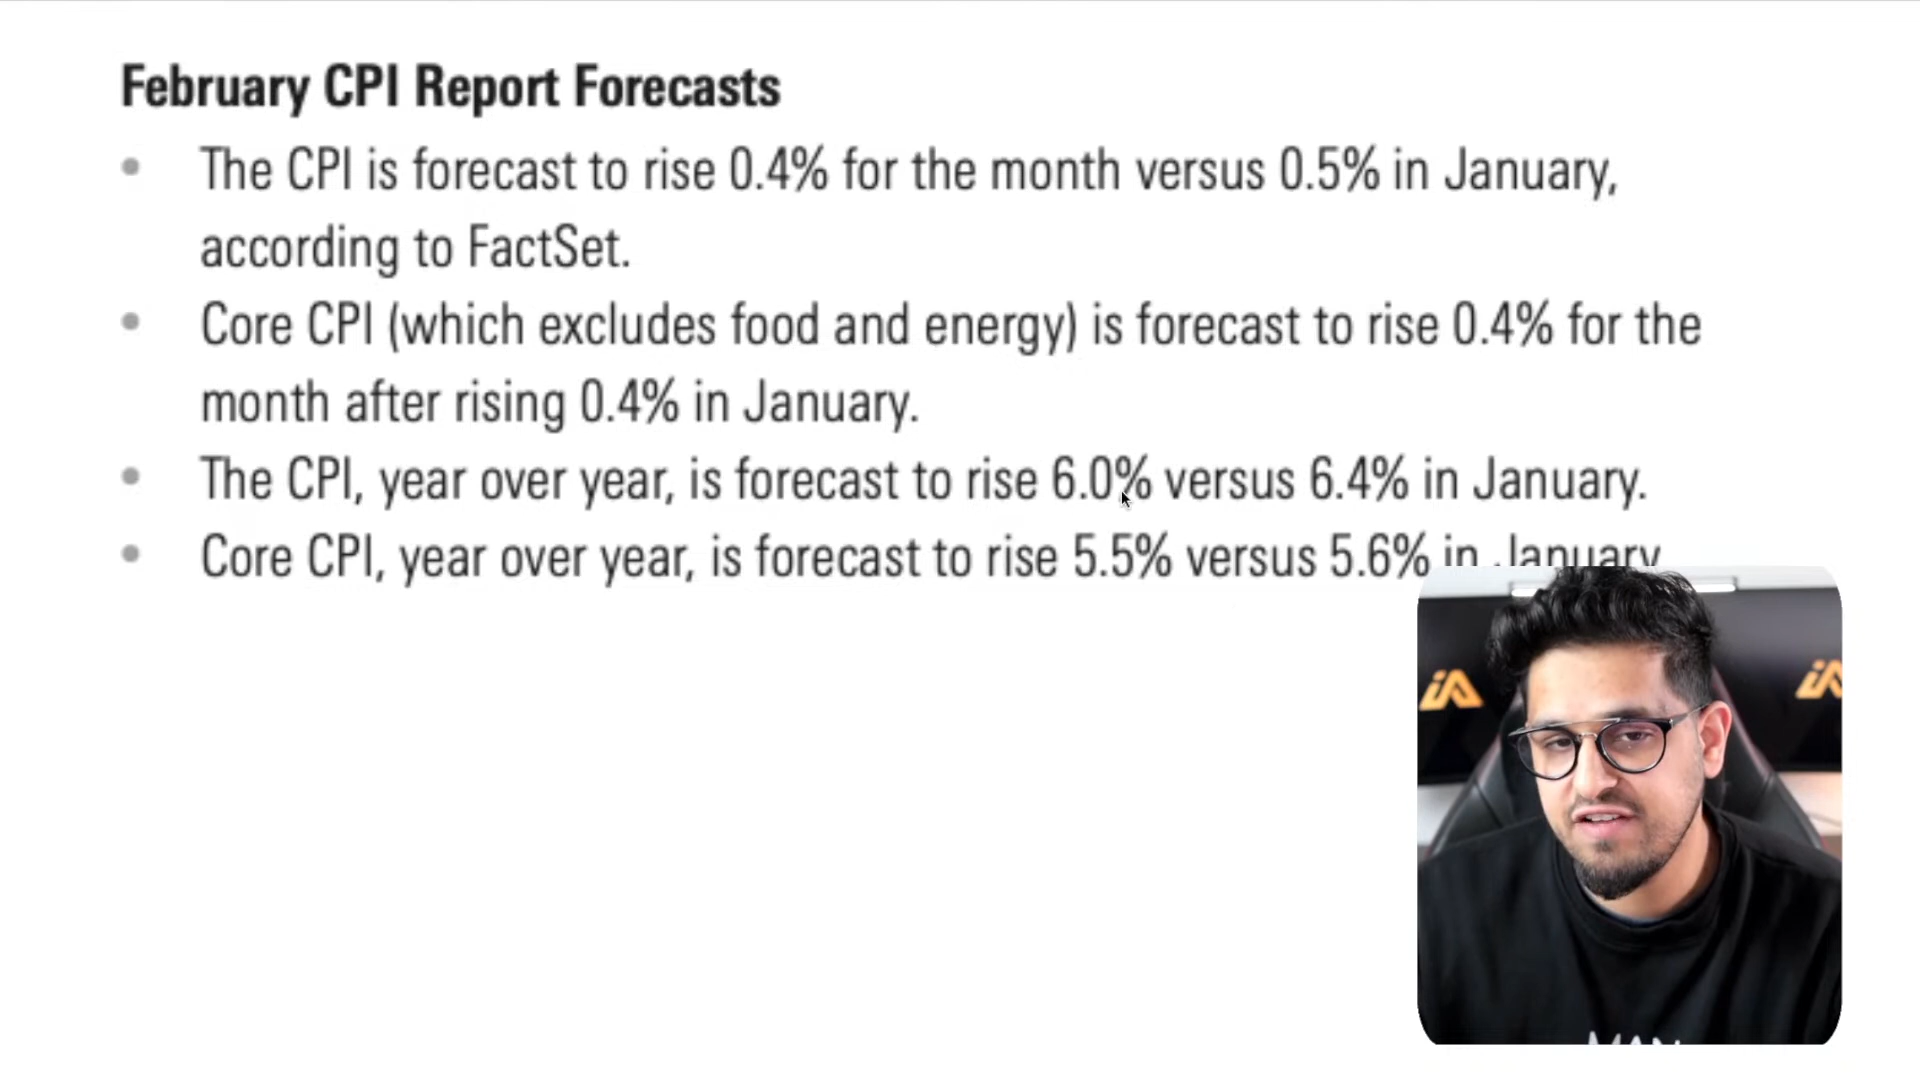 February CPI Report Forecasts
• The CPI is forecast to rise 0.4% for the month versus 0.5% in January,
according to FactSet.
• Core CPI (which excludes food and energy) is forecast to rise 0.4% for the
month after rising 0.4% in January.
• The CPI, year over year, is forecast to rise 6.0% versus 6.4% in January.
• Core CPI, year over year, is forecast to rise 5.5% versus 5.6% in January
iA
iA